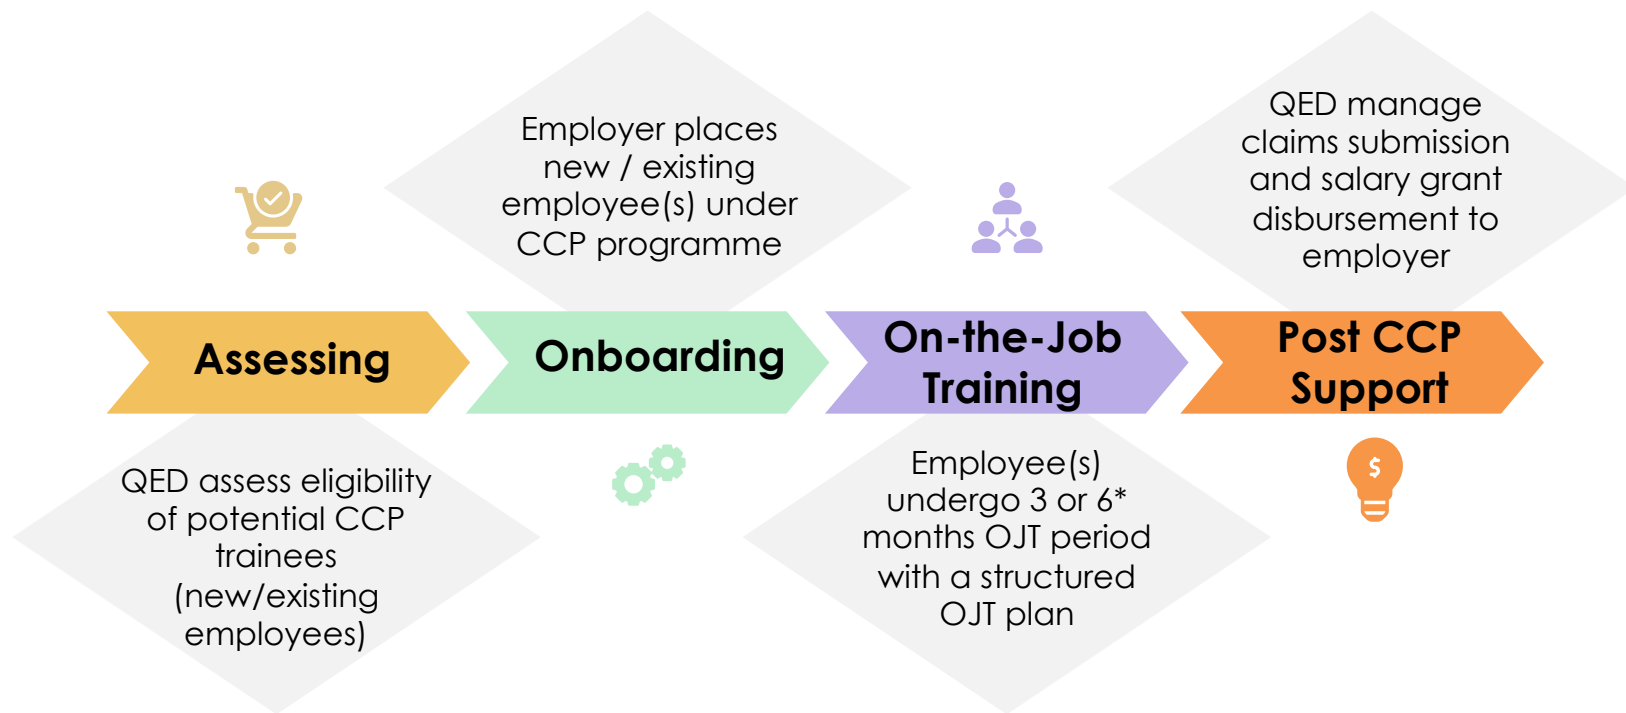 Assessing
QED assess eligibility
of potential CCP
trainees
(new/existing
employees)
Employer places
new / existing
employee(s) under
CCP programme
Onboarding
On-the-Job
Training
Employee(s)
undergo 3 or 6*
months OJT period
with a structured
OJT plan
QED manage
claims submission
and salary grant
disbursement to
employer
Post CCP
Support
$